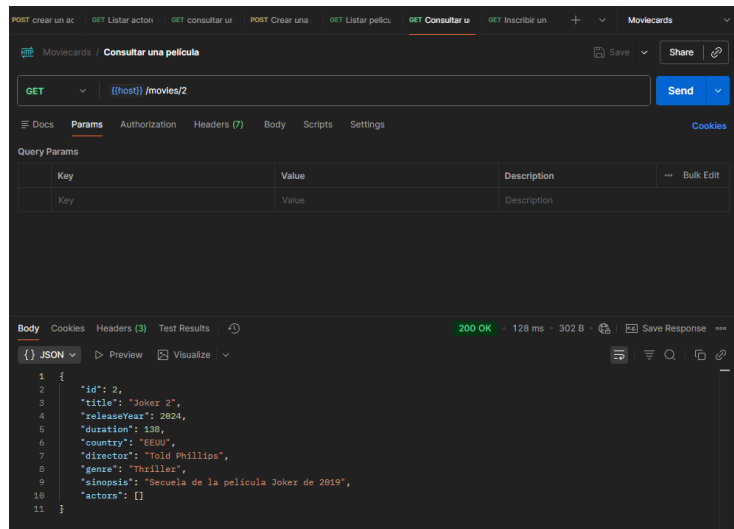 POST crear un ac GET Listar actor GET consultar ur POST Crear una GET Listar pelícu GET Consultar u GET Inscribir un Moviecards
HTTP Moviecards / Consultar una película Save Share
GET {{host}} /movies/2 Send
Docs Params Authorization Headers (7) Body Scripts Settings Cookies
Query Params
Key Value Description Bulk Edit
Key Value Description
Body Cookies Headers (3) Test Results 200 OK 128 ms 302 B Save Response
{} JSON Preview Visualize
1 {
2 "id": 2,
3 "title": "Joker 2",
4 "releaseYear": 2024,
5 "duration": 138,
6 "country": "EEUU",
7 "director": "Told Phillips",
8 "genre": "Thriller",
9 "sinopsis": "Secuela de la película Joker de 2019",
10 "actors": []
11 }